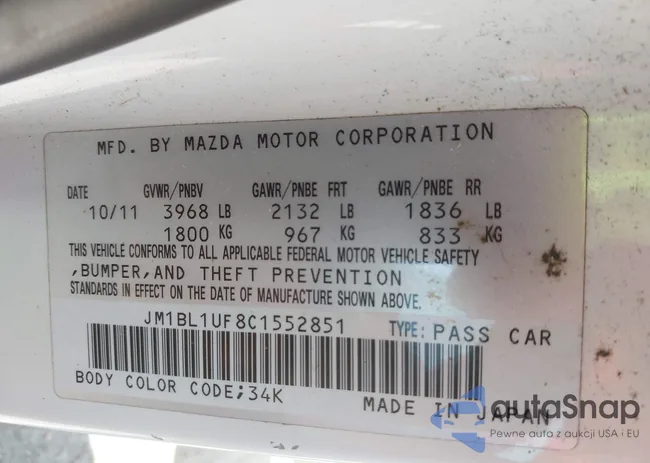 MFD. BY MAZDA MOTOR CORPORATION
DATE GVWR/PNBV GAWR/PNBE FRT GAWR/PNBE RR
10/11 3968 LB 2132 LB 1836 LB
1800 KG 967 KG 833 KG
THIS VEHICLE CONFORMS TO ALL APPLICABLE FEDERAL MOTOR VEHICLE SAFETY
,BUMPER,AND THEFT PREVENTION
STANDARDS IN EFFECT ON THE DATE OF MANUFACTURE SHOWN ABOVE.
JM1BL1UF8C1552851 TYPE: PASS CAR
BODY COLOR CODE;34K MADE IN JAPAN
autaSnap
Pewne auta z aukcji USA i EU